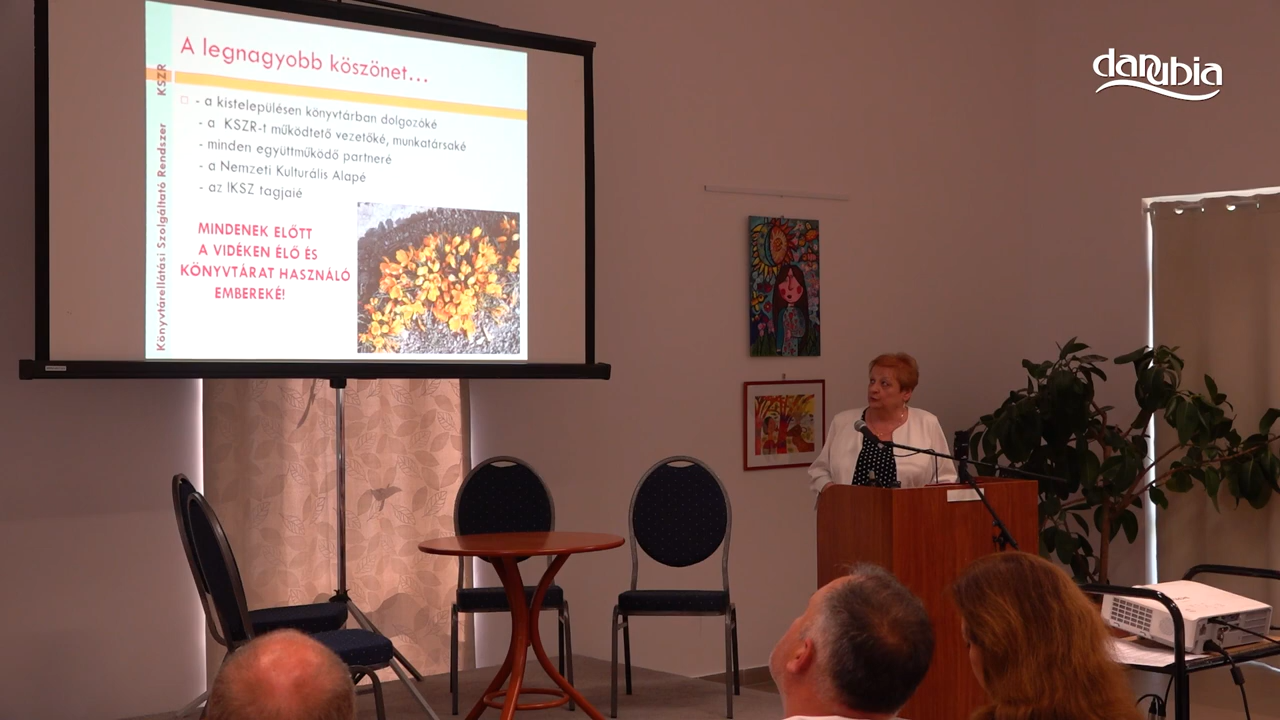 danubia
A legnagyobb köszönet...
KSZR
Könyvtárellátási Szolgáltató Rendszer
- a kistelepülésen könyvtárban dolgozóké
- a KSZR-t működtető vezetőké, munkatársaké
- minden együttműködő partneré
- a Nemzeti Kulturális Alapé
- az IKSZ tagjaié
MINDENEK ELŐTT
A VIDÉKEN ÉLŐ ÉS
KÖNYVTÁRAT HASZNÁLÓ
EMBEREKÉ!